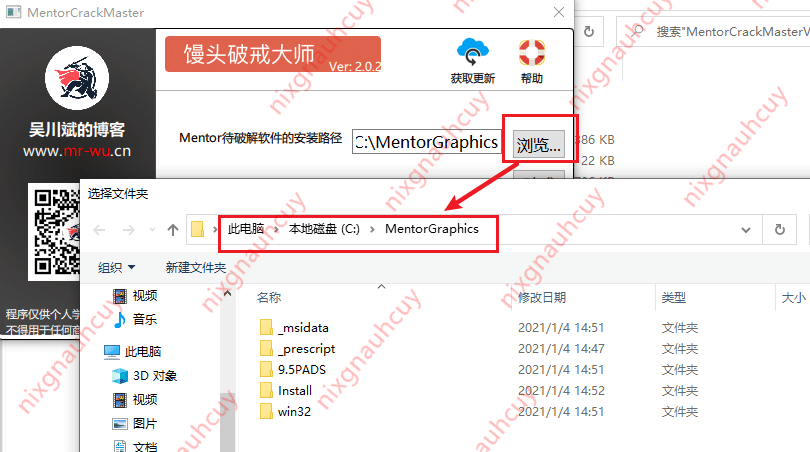 MentorCrackMaster
馒头破戒大师
Ver: 2.0.2
获取更新
帮助
搜索"MentorCrackMasterV
吴川斌的博客
www.mr-wu.cn
Mentor待破解软件的安装路径
C:\MentorGraphics
浏览...
386 KB
22 KB
程序仅供个人学
不得用于任何商
选择文件夹
此电脑 本地磁盘 (C:) MentorGraphics
组织 新建文件夹
名称 修改日期 类型 大小
视频
音乐
此电脑
3D 对象
视频
图片
文档
_msidata 2021/1/4 14:51 文件夹
_prescript 2021/1/4 14:47 文件夹
9.5PADS 2021/1/4 14:51 文件夹
Install 2021/1/4 14:52 文件夹
win32 2021/1/4 14:51 文件夹
nixgnauhcuy
nixgnauhcuy
nixgnauhcuy
nixgnauhcuy
nixgnauhcuy
nixgnauhcuy
nixgnauhcuy
nixgnauhcuy
nixgnauhcuy